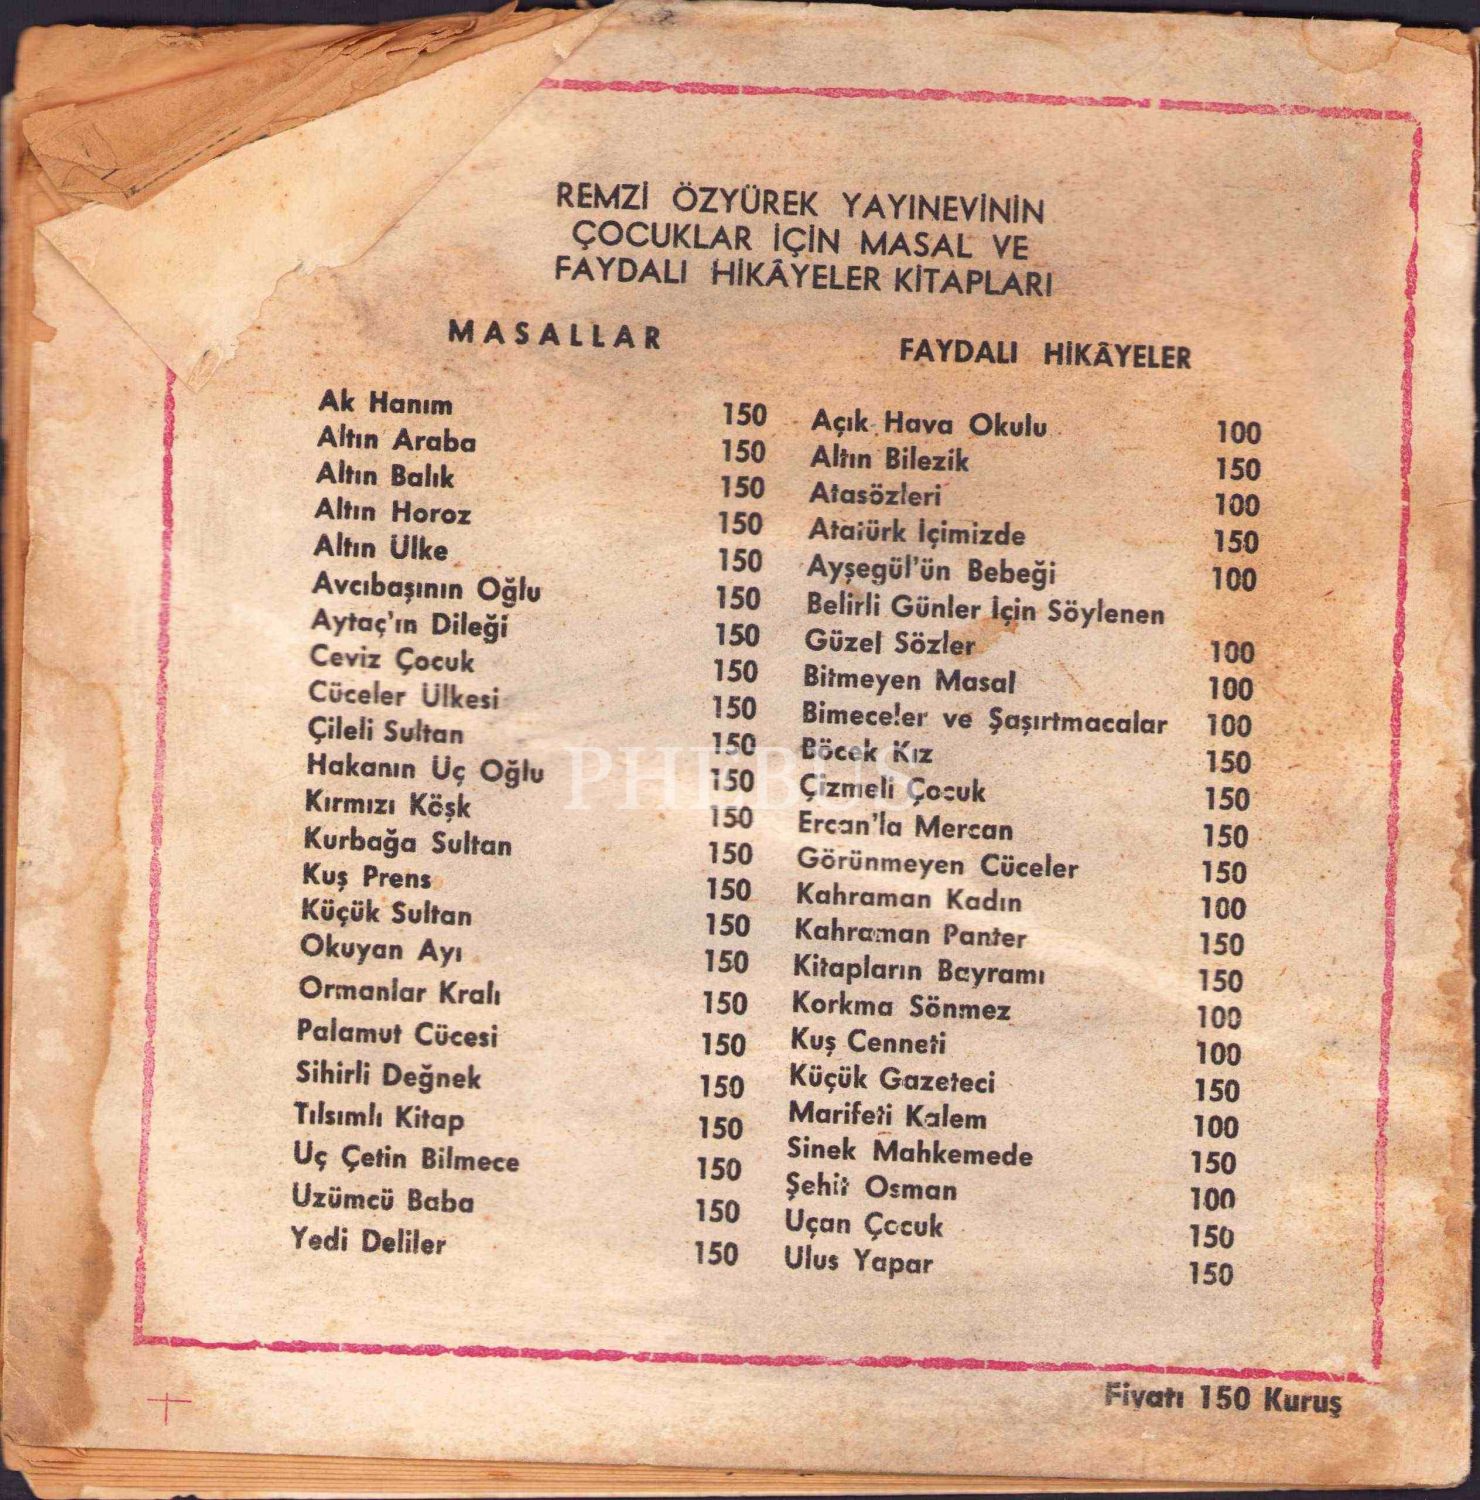 REMZİ ÖZYÜREK YAYINEVİNİN
ÇOCUKLAR İÇİN MASAL VE
FAYDALI HİKÂYELER KİTAPLARI
MASALLAR
Ak Hanım 150
Altın Araba 150
Altın Balık 150
Altın Horoz 150
Altın Ülke 150
Avcıbaşının Oğlu 150
Aytaç'ın Dileği 150
Ceviz Çocuk 150
Cüceler Ülkesi 150
Çileli Sultan 150
Hakanın Üç Oğlu 150
Kırmızı Köşk 150
Kurbağa Sultan 150
Kuş Prens 150
Küçük Sultan 150
Okuyan Ayı 150
Ormanlar Kralı 150
Palamut Cücesi 150
Sihirli Değnek 150
Tılsımlı Kitap 150
Üç Çetin Bilmece 150
Üzümcü Baba 150
Yedi Deliler 150
FAYDALI HİKÂYELER
Açık Hava Okulu 100
Altın Bilezik 150
Atasözleri 100
Atatürk İçimizde 150
Ayşegül'ün Bebeği 100
Belirli Günler İçin Söylenen
Güzel Sözler 100
Bitmeyen Masal 100
Bimeceler ve Şaşırtmacalar 100
Böcek Kız 150
Çizmeli Çocuk 150
Ercan'la Mercan 150
Görünmeyen Cüceler 150
Kahraman Kadın 100
Kahraman Panter 150
Kitapların Bayramı 150
Korkma Sönmez 100
Kuş Cenneti 100
Küçük Gazeteci 150
Marifeti Kalem 100
Sinek Mahkemede 150
Şehit Osman 100
Uçan Çocuk 150
Ulus Yapar 150
PHEBUS
Fiyatı 150 Kuruş